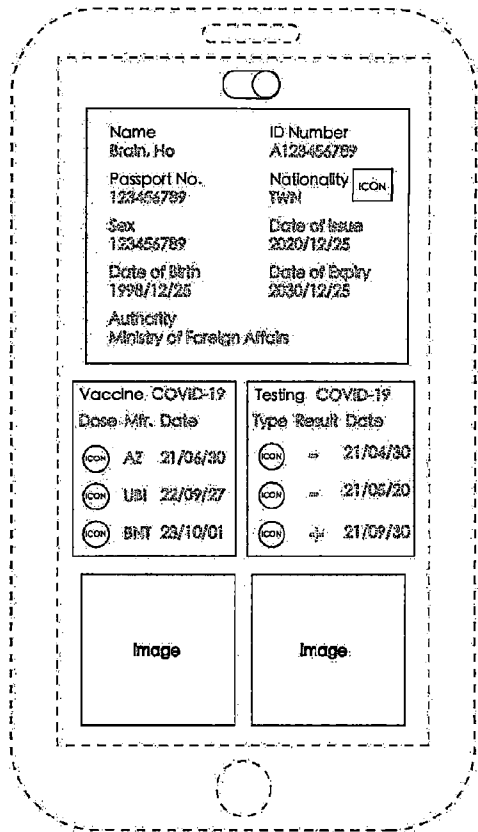 Name ID Number
Brain, Ho A123456789
Passport No. Nationality ICON
123456789 TWN
Sex Date of Issue
123456789 2020/12/25
Date of Birth Date of Expiry
1998/12/25 2030/12/25
Authority
Ministry of Foreign Affairs
Vaccine COVID-19
Dose Mfr. Date
ICON AZ 21/06/30
ICON UBI 22/09/27
ICON BNT 23/10/01
Testing COVID-19
Type Result Date
ICON - 21/04/30
ICON - 21/05/20
ICON + 21/09/30
Image Image